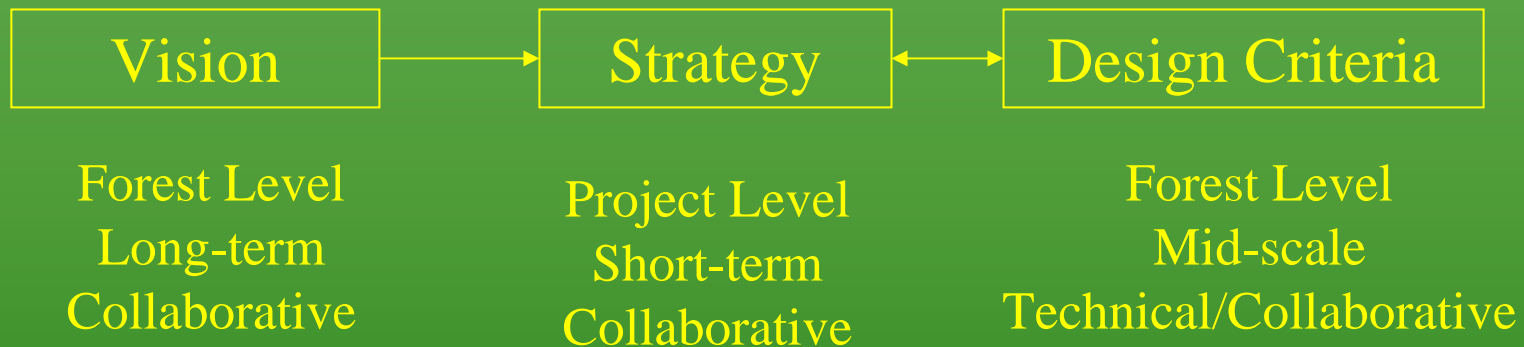 Vision
Strategy
Design Criteria
Forest Level
Long-term
Collaborative
Project Level
Short-term
Collaborative
Forest Level
Mid-scale
Technical/Collaborative